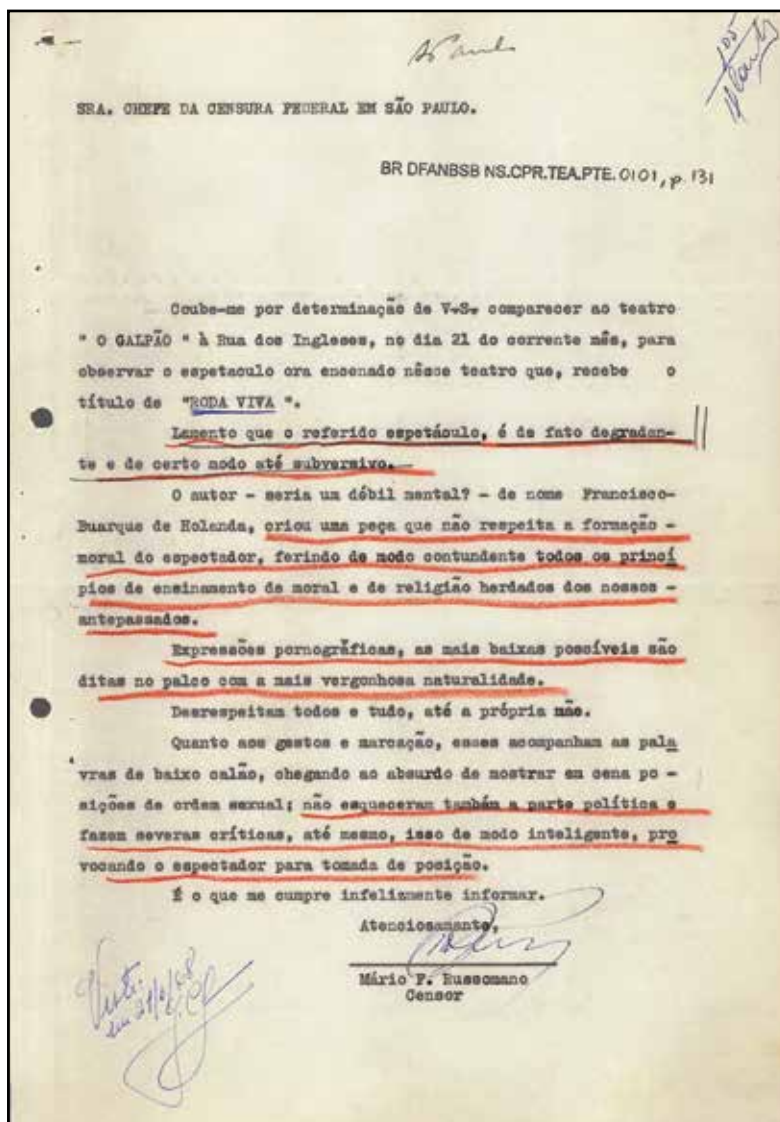 SRA. CHEFE DA CENSURA FEDERAL EM SÃO PAULO.
BR DFANBSB NS.CPR.TEA.PTE. 0101, p. 131
Coube-me por determinação de V.S. comparecer ao teatro
" O GALPÃO " à Rua dos Ingleses, no dia 21 do corrente mês, para
observar o espetaculo ora encenado nêsse teatro que, recebe o
título de "RODA VIVA ".
Lamento que o referido espetáculo, é de fato degradan-
te e de certo modo até subversivo.
O autor - seria um débil mental? - de nome Francisco-
Buarque de Holanda, criou uma peça que não respeita a formação -
moral do espectador, ferindo de modo contundente todos os princí
pios de ensinamento de moral e de religião herdados dos nossos -
antepassados.
Expressões pornográficas, as mais baixas possíveis são
ditas no palco com a mais vergonhosa naturalidade.
Desrespeitam todos e tudo, até a própria mãe.
Quanto aos gestos e marcação, esses acompanham as pala
vras de baixo calão, chegando ao absurdo de mostrar em cena po -
sições de ordem sexual; não esqueceram também a parte política e
fazem severas críticas, até mesmo, isso de modo inteligente, pro
vocando o espectador para tomada de posição.
É o que me cumpre infelizmente informar.
Atenciosamente,
Mário F. Russomano
Censor